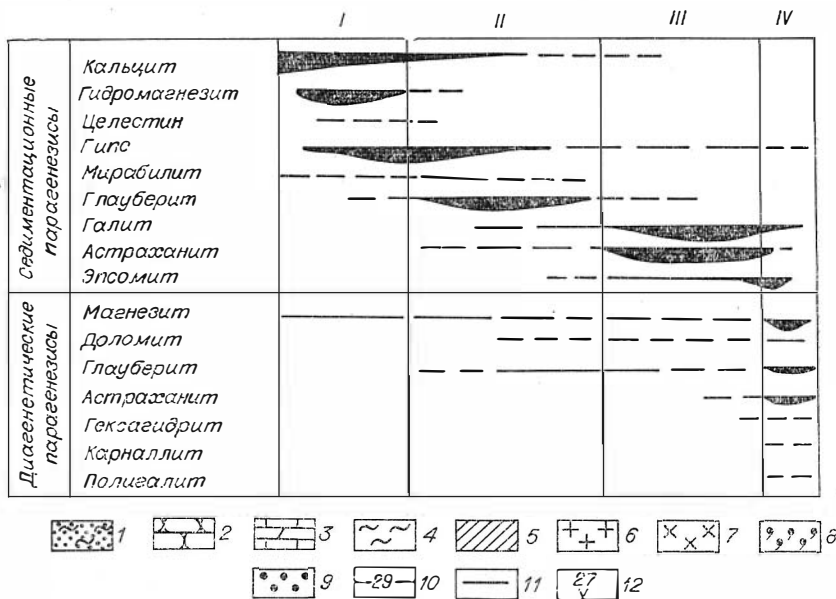 I II III IV
Седиментационные парагенезисы
Кальцит
Гидромагнезит
Целестин
Гипс
Мирабилит
Глауберит
Галит
Астраханит
Эпсомит
Диагенетические парагенезисы
Магнезит
Доломит
Глауберит
Астраханит
Гексагидрит
Карналлит
Полигалит
1 2 3 4 5 6 7 8
9 -29- 10 11 27 12